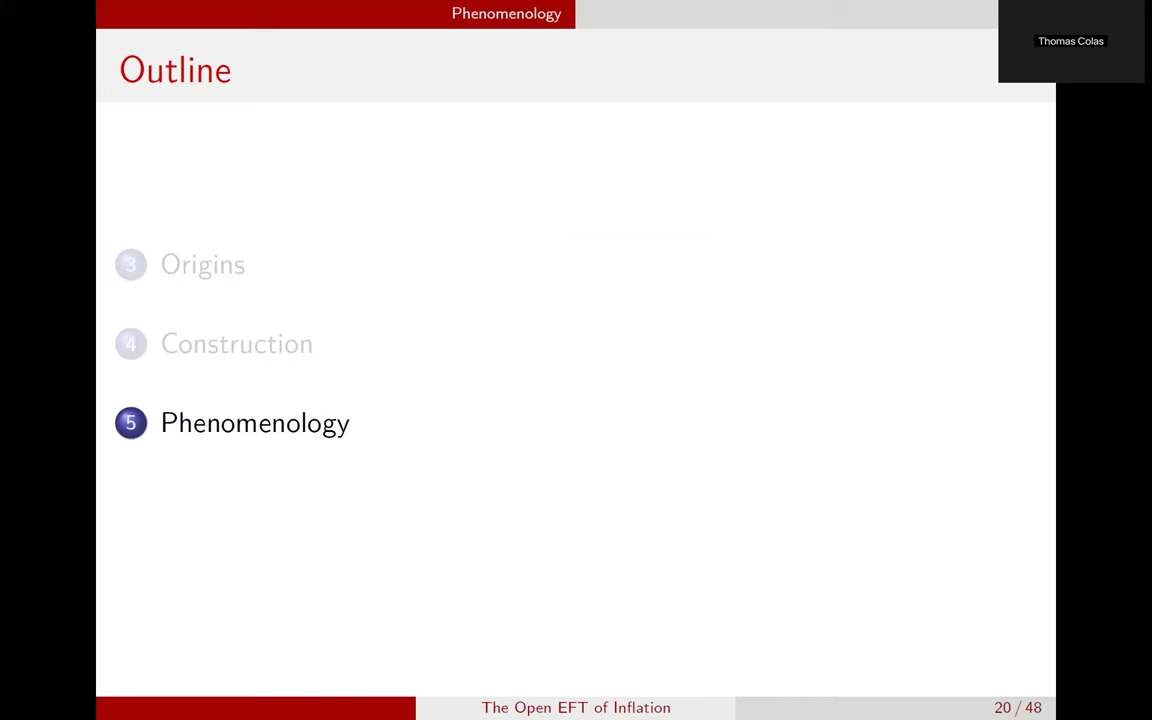 Phenomenology
Thomas Colas
Outline
3 Origins
4 Construction
5 Phenomenology
The Open EFT of Inflation
20 / 48